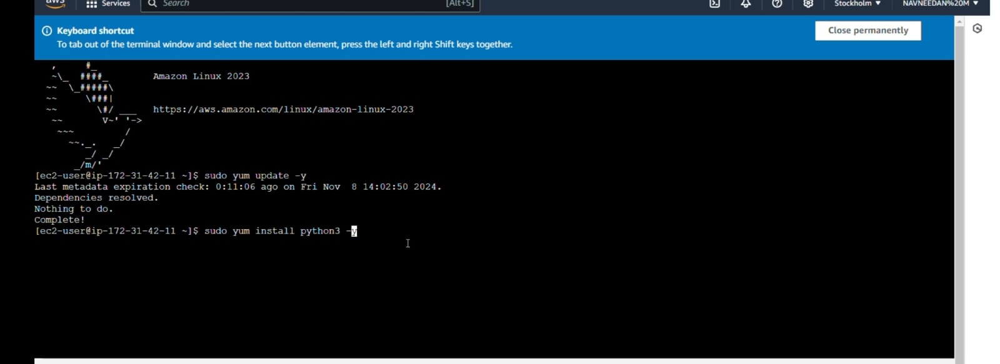 aws Services Search [Alt+S] Stockholm ▼ NAVNEEDAN%20M ▼
Keyboard shortcut
To tab out of the terminal window and select the next button element, press the left and right Shift keys together.
Close permanently
   ,     #_
   ~\_  ####_        Amazon Linux 2023
  ~~  \_#####\
  ~~     \###|
  ~~       \#/ ___   https://aws.amazon.com/linux/amazon-linux-2023
   ~~       V~' '->
    ~~~         /
      ~~._.   _/
         _/ _/
       _/m/'
[ec2-user@ip-172-31-42-11 ~]$ sudo yum update -y
Last metadata expiration check: 0:11:06 ago on Fri Nov  8 14:02:50 2024.
Dependencies resolved.
Nothing to do.
Complete!
[ec2-user@ip-172-31-42-11 ~]$ sudo yum install python3 -y